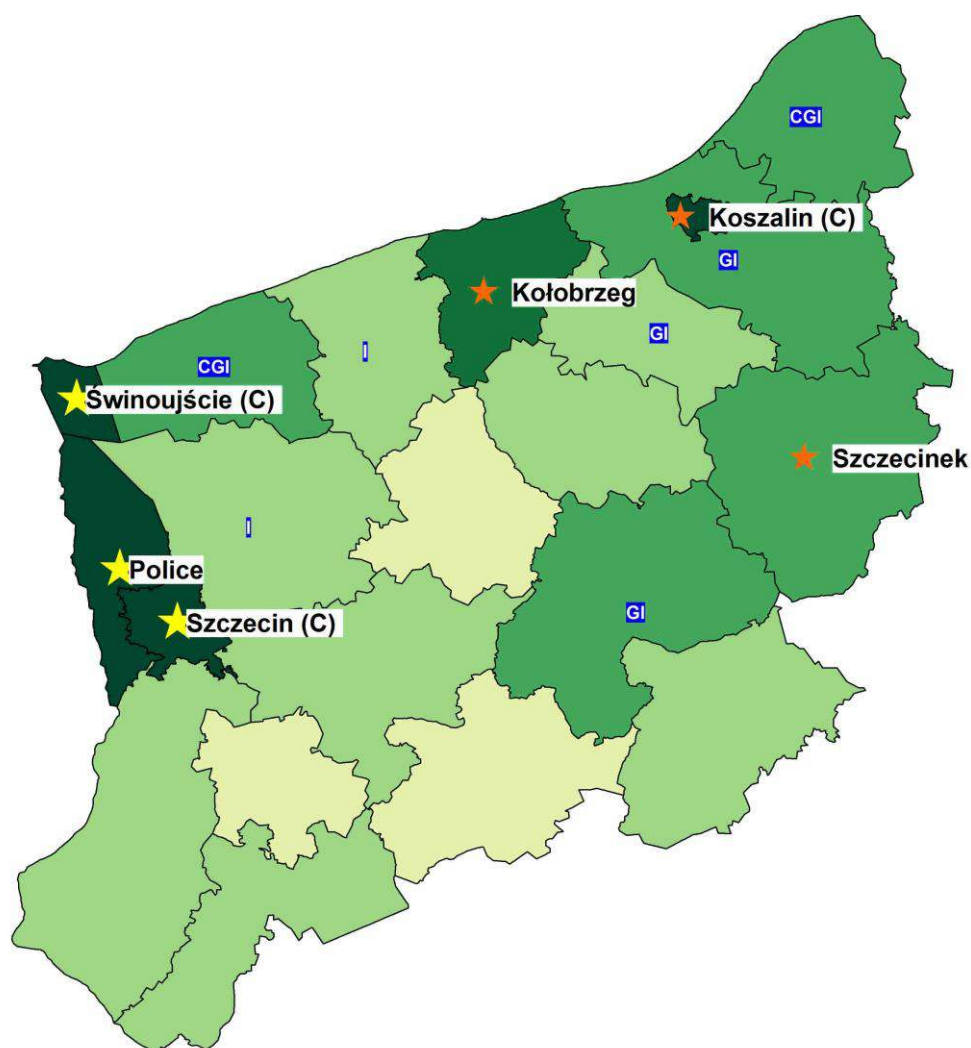 CGI
Koszalin (C)
GI
Kołobrzeg
GI
I
CGI
Świnoujście (C)
Szczecinek
I
Police
GI
Szczecin (C)